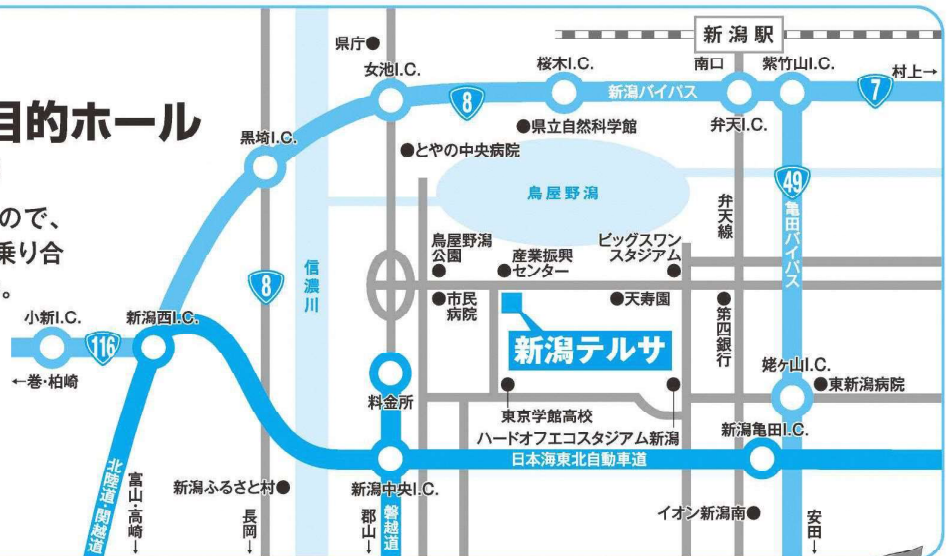 新潟駅
県庁
女池I.C.
桜木I.C.
南口
紫竹山I.C.
村上→
8
新潟バイパス
7
目的ホール
黒埼I.C.
県立自然科学館
弁天I.C.
とやの中央病院
ので、
乗り合
。
鳥屋野潟
49
弁天線
亀田バイパス
信濃川
8
鳥屋野潟
公園
産業振興
センター
ビッグスワン
スタジアム
市民
病院
天寿園
第四銀行
小新I.C.
新潟西I.C.
116
新潟テルサ
←巻・柏崎
料金所
姥ヶ山I.C.
東新潟病院
東京学館高校
ハードオフエコスタジアム新潟
新潟亀田I.C.
日本海東北自動車道
北陸道・関越道
富山・高崎→
新潟ふるさと村
長岡→
新潟中央I.C.
郡山→
磐越道
イオン新潟南
安田→